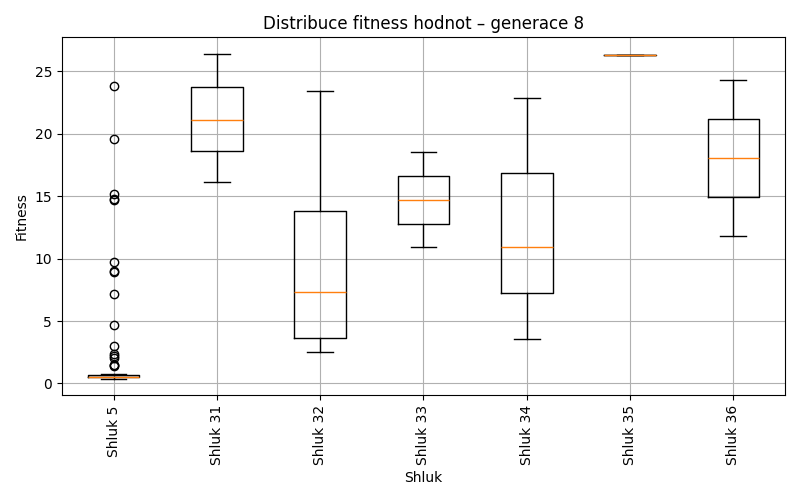 Distribuce fitness hodnot – generace 8
Fitness
25
20
15
10
5
0
Shluk 5
Shluk 31
Shluk 32
Shluk 33
Shluk 34
Shluk 35
Shluk 36
Shluk